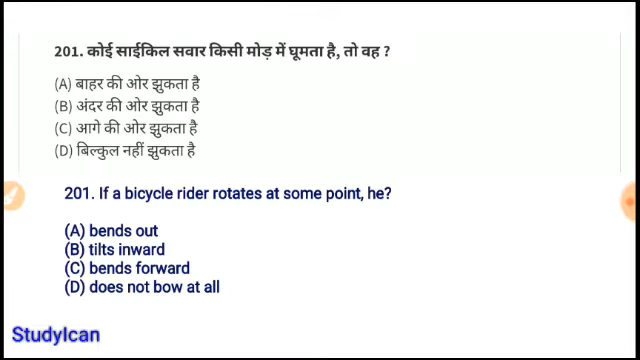 201. कोई साईकिल सवार किसी मोड़ में घूमता है, तो वह ?
(A) बाहर की ओर झुकता है
(B) अंदर की ओर झुकता है
(C) आगे की ओर झुकता है
(D) बिल्कुल नहीं झुकता है
201. If a bicycle rider rotates at some point, he?
(A) bends out
(B) tilts inward
(C) bends forward
(D) does not bow at all
StudyIcan